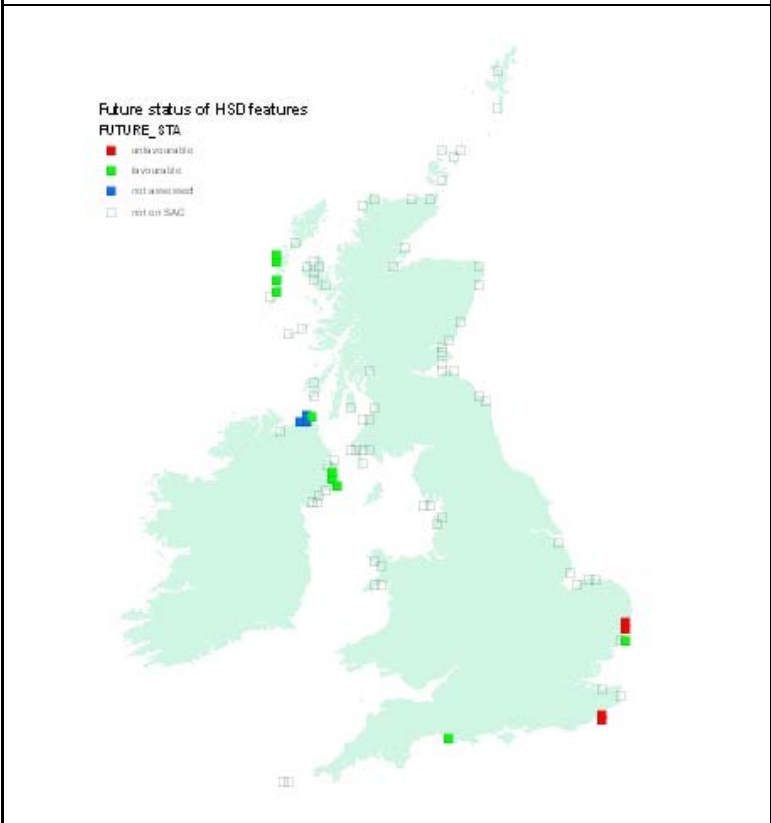 Future status of HSD features
FUTURE_STA
unfavourable
favourable
not assessed
not on SAC